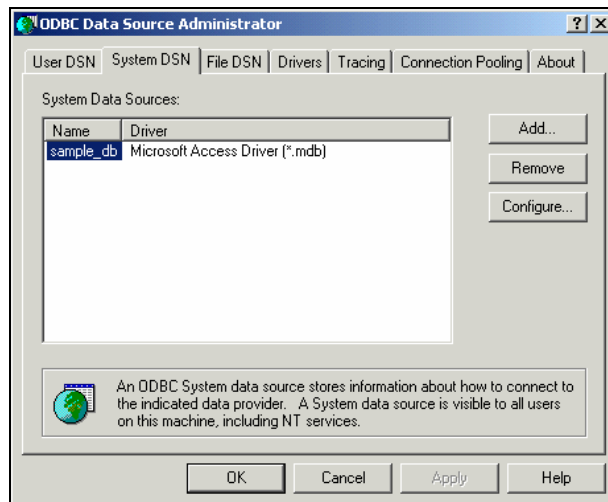 ODBC Data Source Administrator
User DSN System DSN File DSN Drivers Tracing Connection Pooling About
System Data Sources:
Name Driver
sample_db Microsoft Access Driver (*.mdb)
Add...
Remove
Configure...
An ODBC System data source stores information about how to connect to
the indicated data provider. A System data source is visible to all users
on this machine, including NT services.
OK Cancel Apply Help